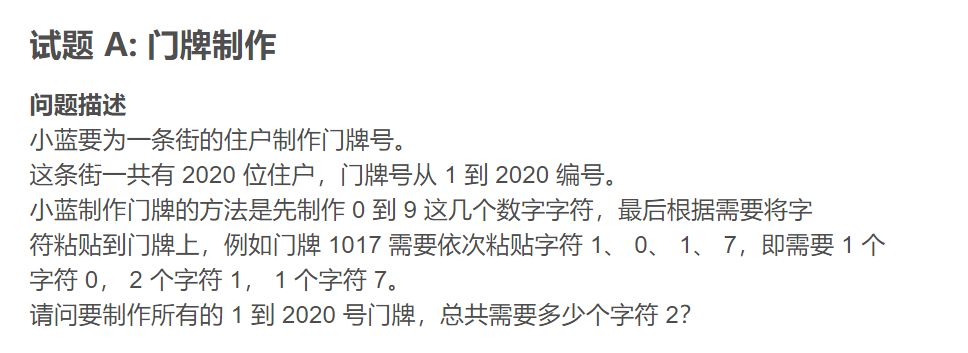 试题 A: 门牌制作
问题描述
小蓝要为一条街的住户制作门牌号。
这条街一共有 2020 位住户，门牌号从 1 到 2020 编号。
小蓝制作门牌的方法是先制作 0 到 9 这几个数字字符，最后根据需要将字
符粘贴到门牌上，例如门牌 1017 需要依次粘贴字符 1、 0、 1、 7，即需要 1 个
字符 0， 2 个字符 1， 1 个字符 7。
请问要制作所有的 1 到 2020 号门牌，总共需要多少个字符 2？